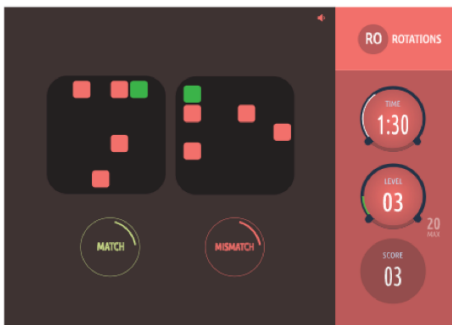 RO ROTATIONS
TIME
1:30
LEVEL
03
20
MAX
SCORE
03
MATCH
MISMATCH